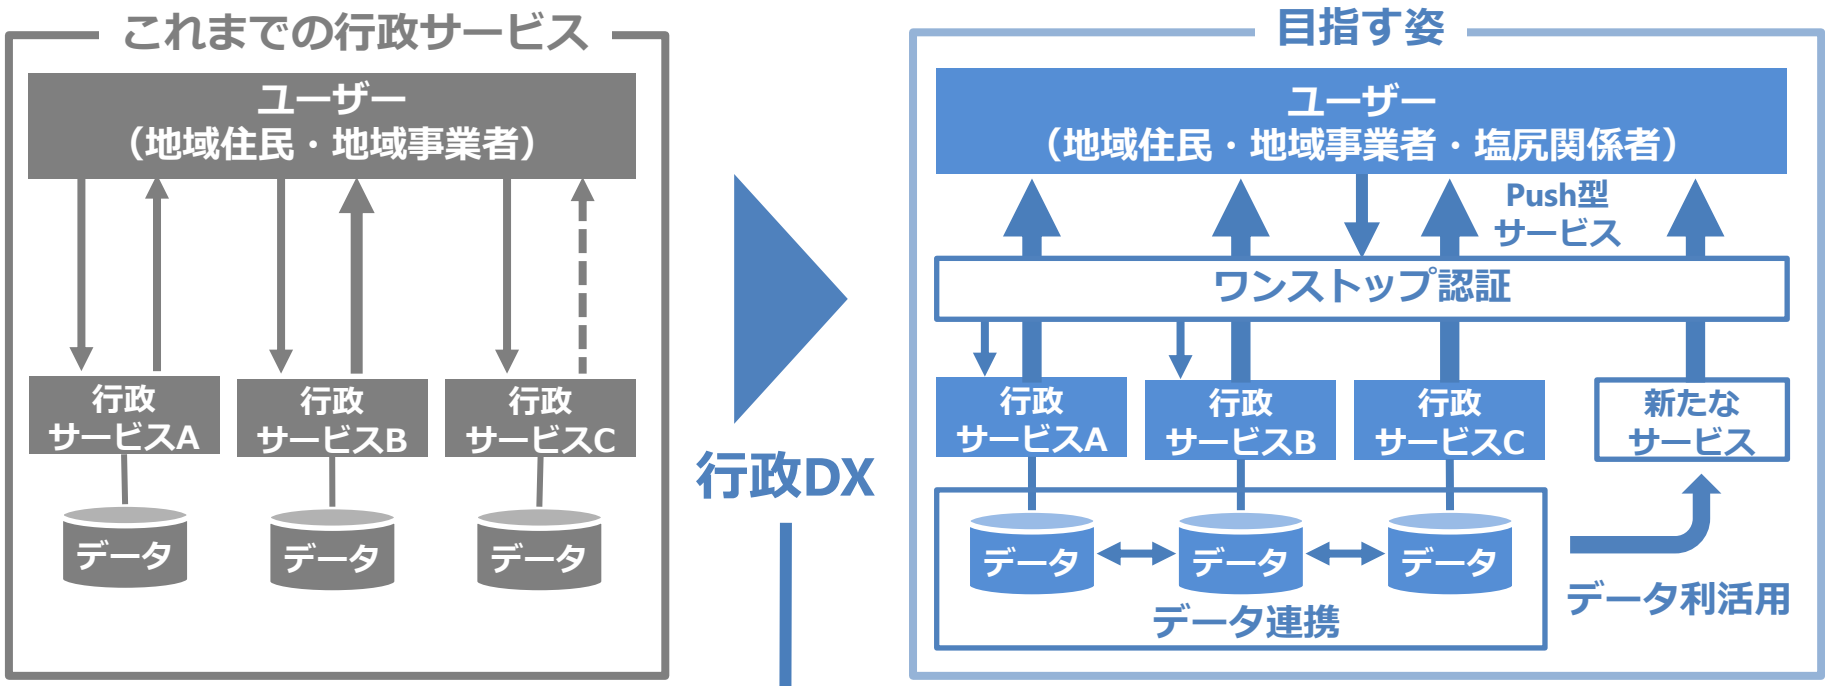 これまでの行政サービス
ユーザー
（地域住民・地域事業者）
行政
サービスA
行政
サービスB
行政
サービスC
データ
データ
データ
行政DX
目指す姿
ユーザー
（地域住民・地域事業者・塩尻関係者）
Push型
サービス
ワンストップ認証
行政
サービスA
行政
サービスB
行政
サービスC
新たな
サービス
データ
データ
データ
データ連携
データ利活用